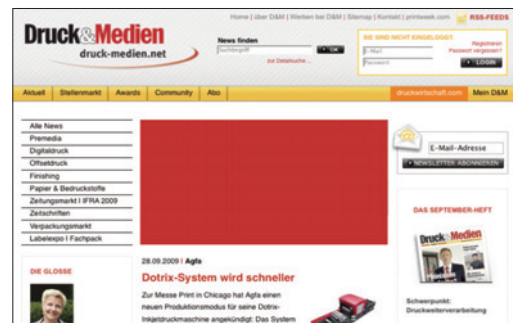 Home | über D&M | Werben bei D&M | Sitemap | Kontakt | printweek.com
RSS-FEEDS
Druck&Medien
druck-medien.net
News finden
Suchbegriff
OK
zur Detailsuche ...
SIE SIND NICHT EINGELOGGT.
E-Mail
Passwort
Registrieren
Passwort vergessen?
LOGIN
Aktuell
Stellenmarkt
Awards
Community
Abo
druckwirtschaft.com
Mein D&M
Alle News
Premedia
Digitaldruck
Offsetdruck
Finishing
Papier & Bedruckstoffe
Zeitungsmarkt I IFRA 2009
Zeitschriften
Verpackungsmarkt
Labelexpo I Fachpack
DIE GLOSSE
28.09.2009 I Agfa
Dotrix-System wird schneller
Zur Messe Print in Chicago hat Agfa einen
neuen Produktionsmodus für seine Dotrix-
Inkjetdruckmaschine angekündigt: Das System
E-Mail-Adresse
NEWSLETTER ABONNIEREN
DAS SEPTEMBER-HEFT
Druck&Medien
Schwerpunkt:
Druckweiterverarbeitung